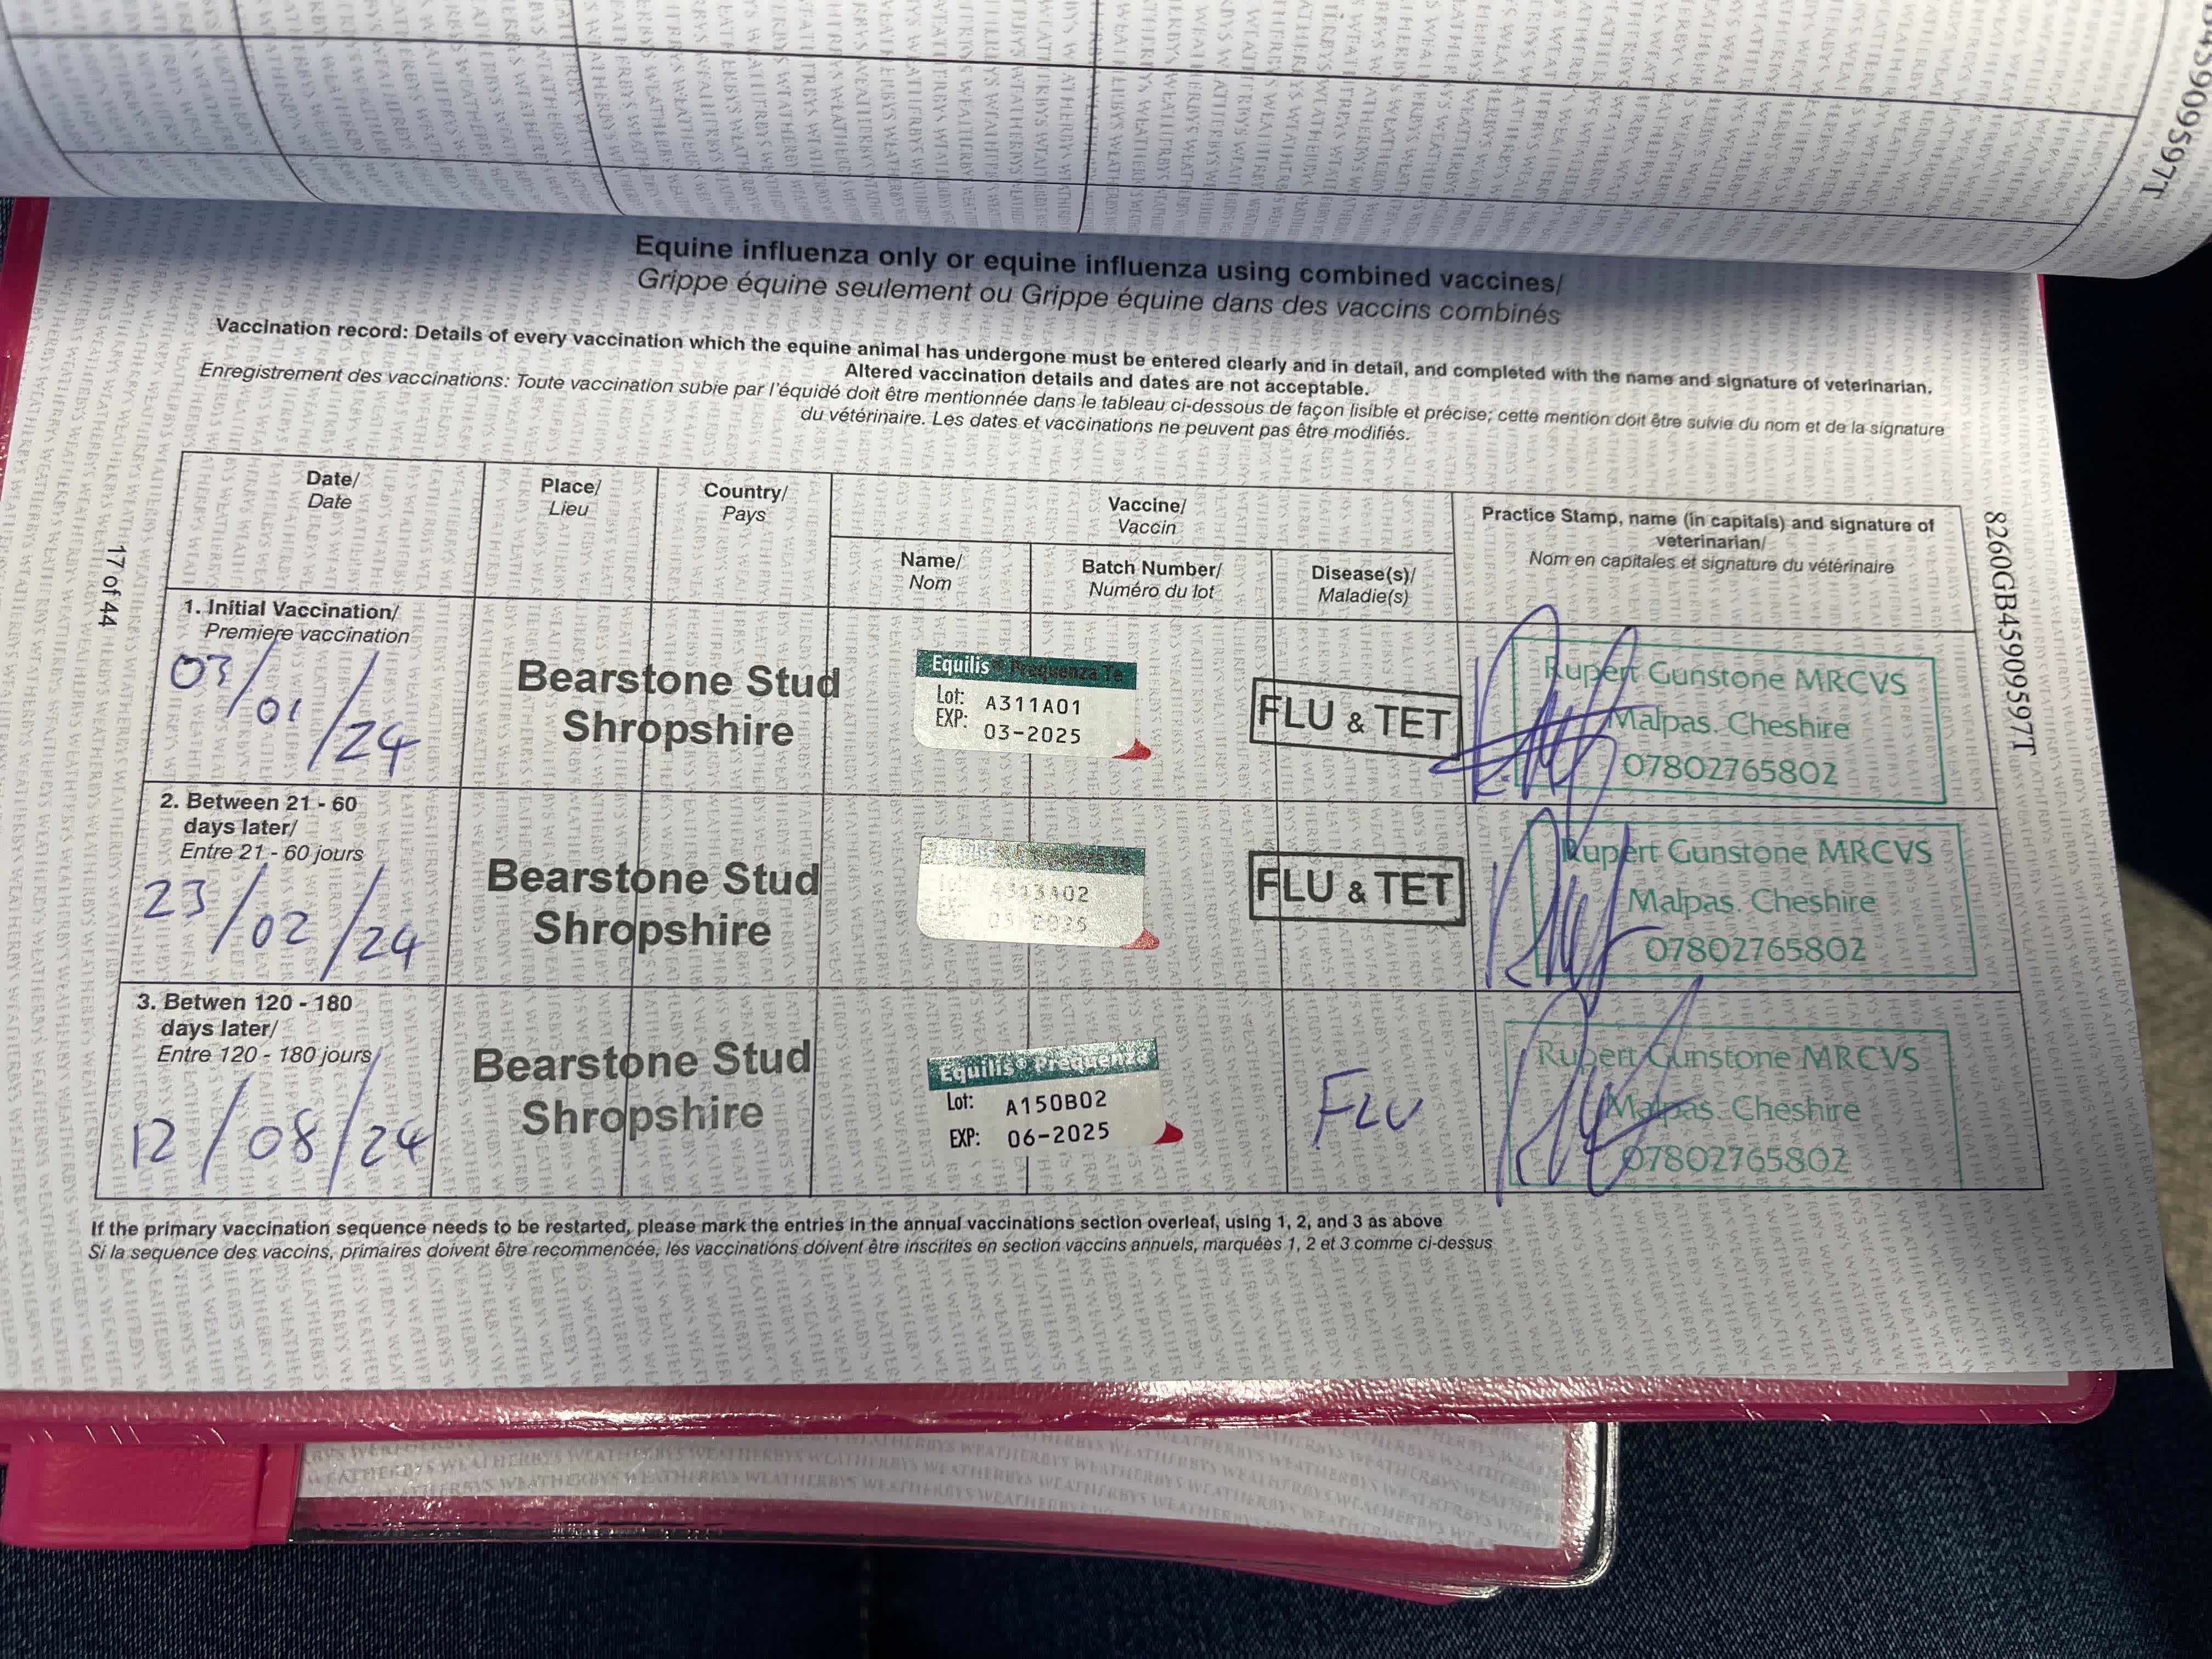 8260GB45909597T
Equine influenza only or equine influenza using combined vaccines/
Grippe équine seulement ou Grippe équine dans des vaccins combinés
Vaccination record: Details of every vaccination which the equine animal has undergone must be entered clearly and in detail, and completed with the name and signature of veterinarian.
Altered vaccination details and dates are not acceptable.
Enregistrement des vaccinations: Toute vaccination subie par l'équidé doit être mentionnée dans le tableau ci-dessous de façon lisible et précise; cette mention doit être suivie du nom et de la signature
du vétérinaire. Les dates et vaccinations ne peuvent pas être modifiés.
17 of 44
Date/
Date
Place/
Lieu
Country/
Pays
Vaccine/
Vaccin
Name/
Nom
Batch Number/
Numéro du lot
Disease(s)/
Maladie(s)
Practice Stamp, name (in capitals) and signature of
veterinarian/
Nom en capitales et signature du vétérinaire
1. Initial Vaccination/
Premiere vaccination
03/01/24
Bearstone Stud
Shropshire
Equilis® Prequenza Te
Lot: A311A01
EXP: 03-2025
FLU & TET
Rupert Gunstone MRCVS
Malpas. Cheshire
07802765802
2. Between 21 - 60
days later/
Entre 21 - 60 jours
23/02/24
Bearstone Stud
Shropshire
FLU & TET
Rupert Gunstone MRCVS
Malpas. Cheshire
07802765802
3. Betwen 120 - 180
days later/
Entre 120 - 180 jours
12/08/24
Bearstone Stud
Shropshire
Equilis® Prequenza
Lot: A150B02
EXP: 06-2025
FLU
Rupert Gunstone MRCVS
Malpas. Cheshire
07802765802
If the primary vaccination sequence needs to be restarted, please mark the entries in the annual vaccinations section overleaf, using 1, 2, and 3 as above
Si la sequence des vaccins, primaires doivent être recommencée, les vaccinations doivent être inscrites en section vaccins annuels, marquées 1, 2 et 3 comme ci-dessus
WEATHERBYS WEATHERBYS WEATHERBYS